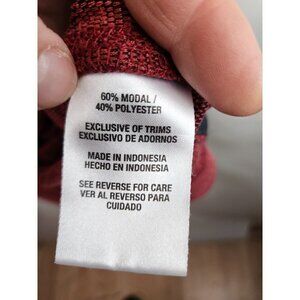 60% MODAL /
40% POLYESTER
EXCLUSIVE OF TRIMS
EXCLUSIVO DE ADORNOS
MADE IN INDONESIA
HECHO EN INDONESIA
SEE REVERSE FOR CARE
VER AL REVERSO PARA
CUIDADO